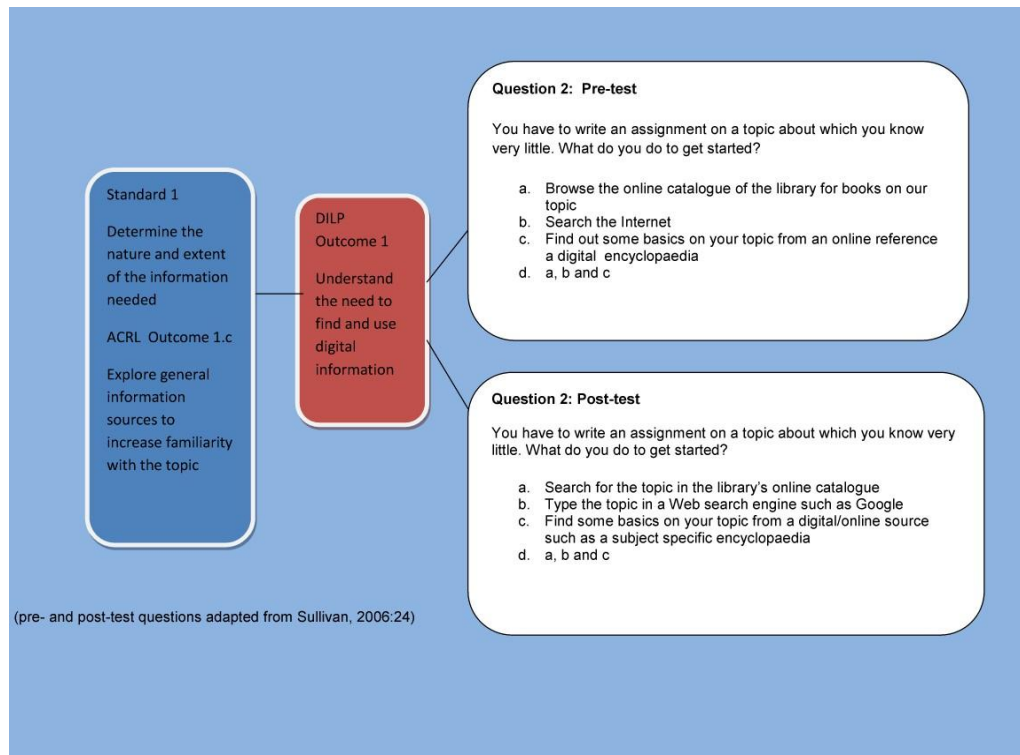 Standard 1
Determine the
nature and extent
of the information
needed
ACRL Outcome 1.c
Explore general
information
sources to
increase familiarity
with the topic
DILP
Outcome 1
Understand
the need to
find and use
digital
information
Question 2: Pre-test
You have to write an assignment on a topic about which you know
very little. What do you do to get started?
a. Browse the online catalogue of the library for books on our
topic
b. Search the Internet
c. Find out some basics on your topic from an online reference
a digital encyclopaedia
d. a, b and c
Question 2: Post-test
You have to write an assignment on a topic about which you know very
little. What do you do to get started?
a. Search for the topic in the library’s online catalogue
b. Type the topic in a Web search engine such as Google
c. Find some basics on your topic from a digital/online source
such as a subject specific encyclopaedia
d. a, b and c
(pre- and post-test questions adapted from Sullivan, 2006:24)